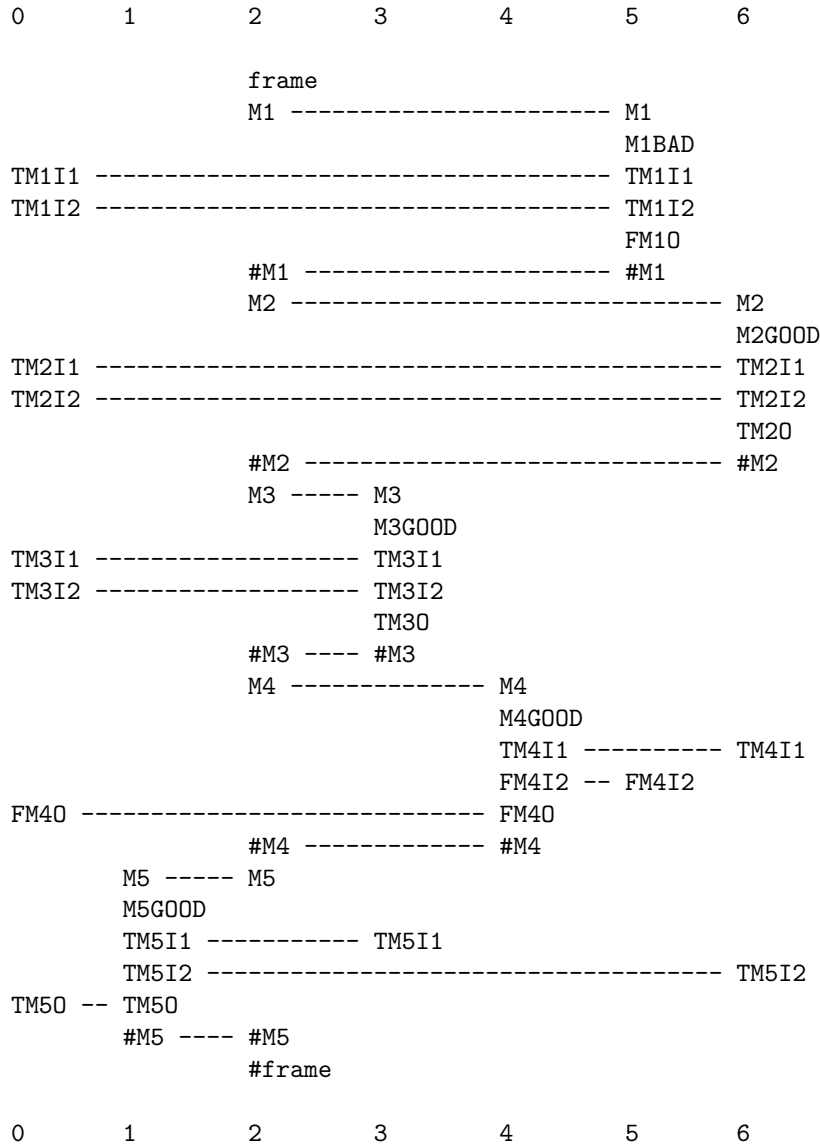 0 1 2 3 4 5 6
frame
M1 ---------------------- M1
M1BAD
TM1I1 ------------------------------------ TM1I1
TM1I2 ------------------------------------ TM1I2
FM1O
#M1 --------------------- #M1
M2 ------------------------------ M2
M2GOOD
TM2I1 -------------------------------------------- TM2I1
TM2I2 -------------------------------------------- TM2I2
TM2O
#M2 ----------------------------- #M2
M3 ----- M3
M3GOOD
TM3I1 ------------------- TM3I1
TM3I2 ------------------- TM3I2
TM3O
#M3 ---- #M3
M4 -------------- M4
M4GOOD
TM4I1 ---------- TM4I1
FM4I2 -- FM4I2
FM4O ----------------------------- FM4O
#M4 ------------- #M4
M5 ----- M5
M5GOOD
TM5I1 ----------- TM5I1
TM5I2 ------------------------------------- TM5I2
TM5O -- TM5O
#M5 ---- #M5
#frame
0 1 2 3 4 5 6